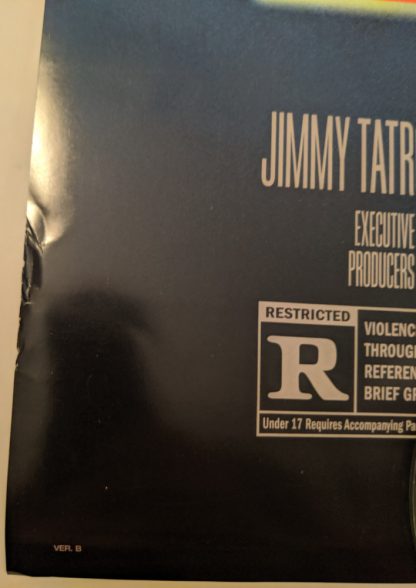 JIMMY TATR
EXECUTIVE
PRODUCERS
RESTRICTED
R
VIOLENC
THROUGH
REFEREN
BRIEF GR
Under 17 Requires Accompanying Pa
VER. B